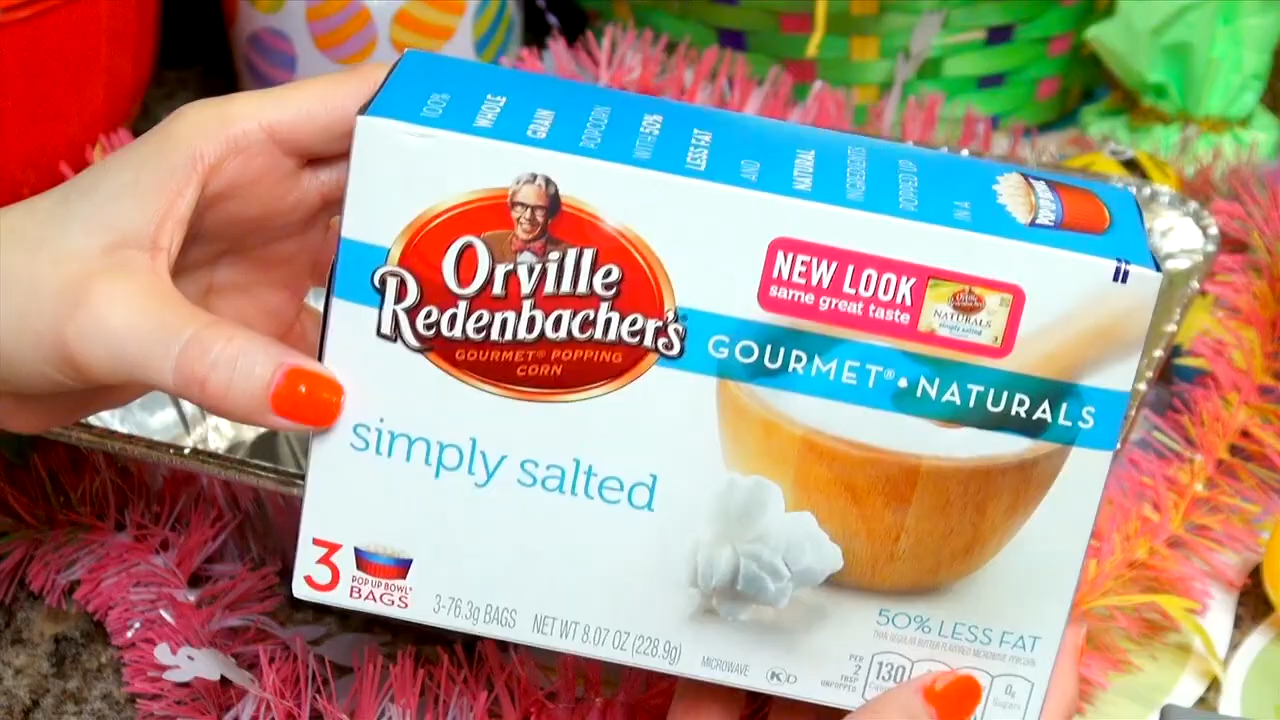 100%
WHOLE
GRAIN
POPCORN
WITH 50%
LESS FAT
AND
NATURAL
INGREDIENTS
POPPED UP
IN A
POP UP BOWL
Orville
Redenbacher's
GOURMET® POPPING
CORN
NEW LOOK
same great taste
Orville
Redenbacher's
NATURALS
simply salted
GOURMET® • NATURALS
simply salted
3
POP UP BOWL®
BAGS
3-76.3g BAGS NET WT 8.07 OZ (228.9g)
MICROWAVE
K D
50% LESS FAT
THAN REGULAR BUTTER FLAVORED MICROWAVE POPCORN
PER
2
TBSP
UNPOPPED
130
0g
Sugars